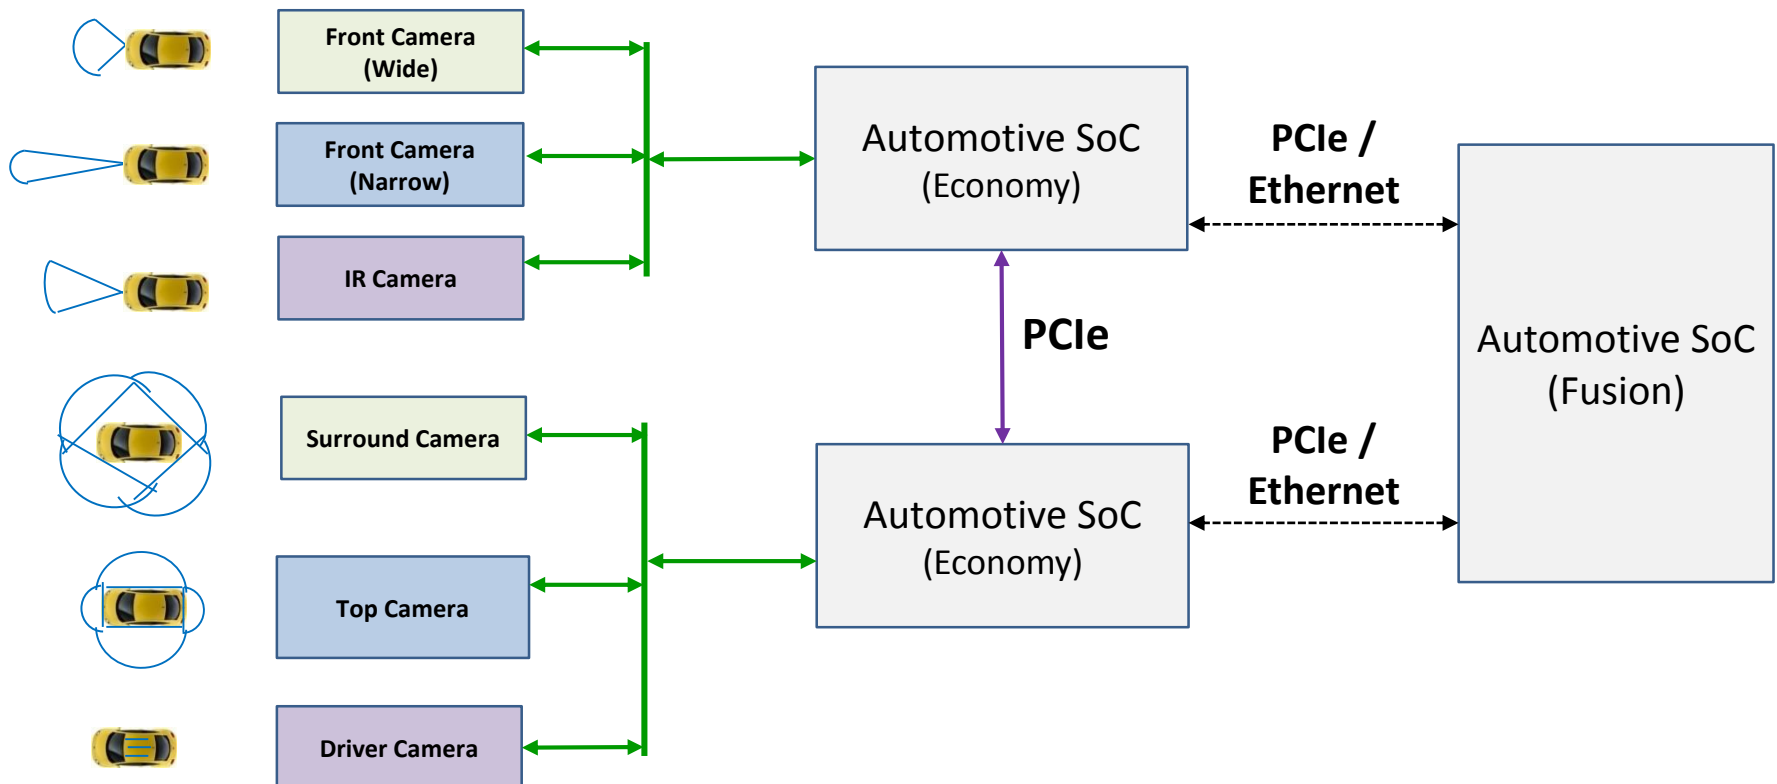 Front Camera
(Wide)
Front Camera
(Narrow)
IR Camera
Surround Camera
Top Camera
Driver Camera
Automotive SoC
(Economy)
PCIe
Automotive SoC
(Economy)
PCIe /
Ethernet
PCIe /
Ethernet
Automotive SoC
(Fusion)